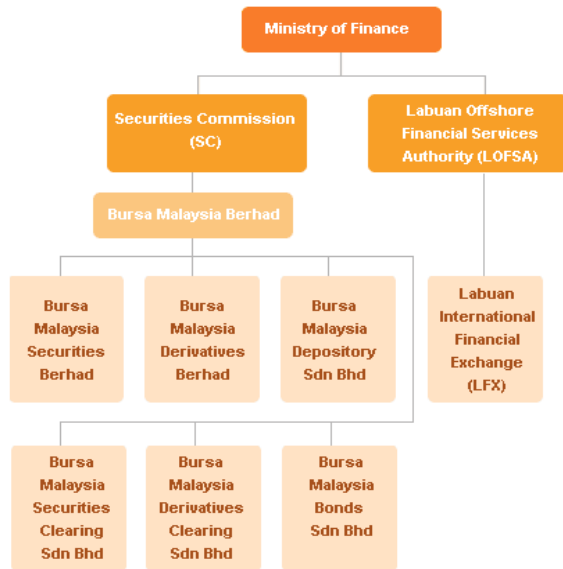 Ministry of Finance
Securities Commission
(SC)
Labuan Offshore
Financial Services
Authority (LOFSA)
Bursa Malaysia Berhad
Bursa
Malaysia
Securities
Berhad
Bursa
Malaysia
Derivatives
Berhad
Bursa
Malaysia
Depository
Sdn Bhd
Labuan
International
Financial
Exchange
(LFX)
Bursa
Malaysia
Securities
Clearing
Sdn Bhd
Bursa
Malaysia
Derivatives
Clearing
Sdn Bhd
Bursa
Malaysia
Bonds
Sdn Bhd